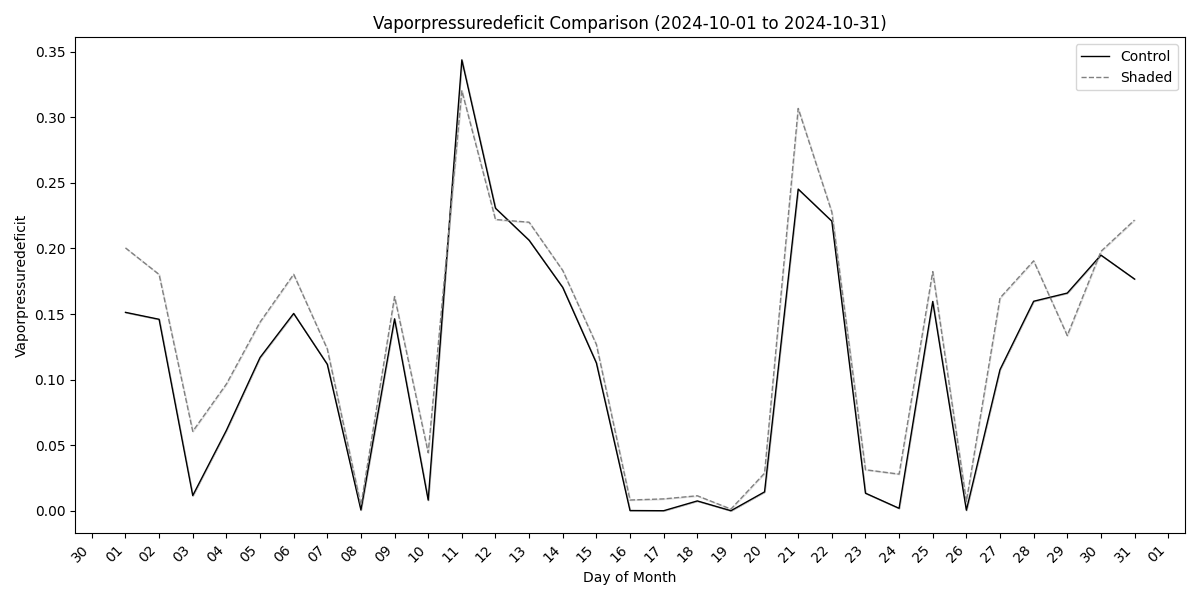 Vaporpressuredeficit Comparison (2024-10-01 to 2024-10-31)
Control
Shaded
Vaporpressuredeficit
0.35
0.30
0.25
0.20
0.15
0.10
0.05
0.00
30 01 02 03 04 05 06 07 08 09 10 11 12 13 14 15 16 17 18 19 20 21 22 23 24 25 26 27 28 29 30 31 01
Day of Month